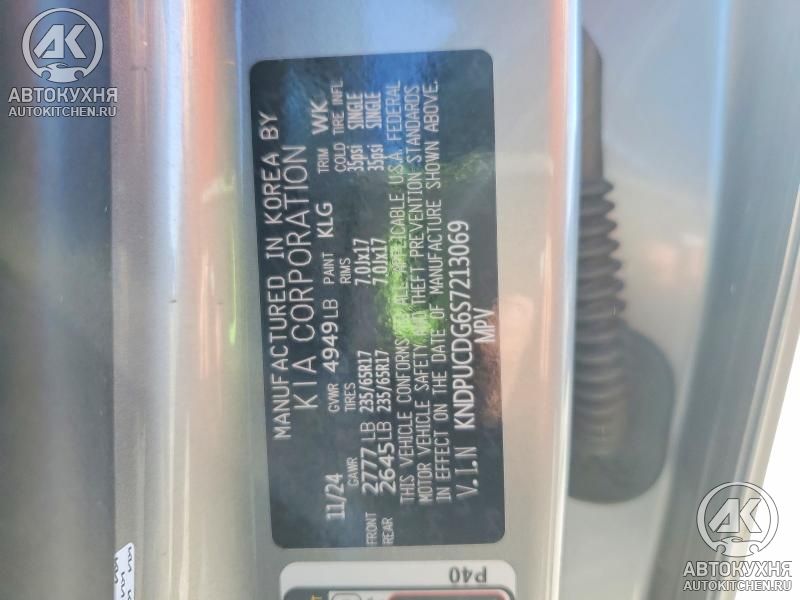 MANUFACTURED IN KOREA BY
KIA CORPORATION
11/24 GVWR 4949LB PAINT KLG TRIM WK
GAWR TIRES RIMS COLD TIRE INFL
FRONT 2777LB 235/65R17 7.0Jx17 35psi SINGLE
REAR 2645LB 235/65R17 7.0Jx17 35psi SINGLE
THIS VEHICLE CONFORMS TO ALL APPLICABLE U.S.A. FEDERAL
MOTOR VEHICLE SAFETY AND THEFT PREVENTION STANDARDS
IN EFFECT ON THE DATE OF MANUFACTURE SHOWN ABOVE.
V.I.N KNDPUCDG6S7213069
MPV
P40
АК
АВТОКУХНЯ
AUTOKITCHEN.RU
АК
АВТОКУХНЯ
AUTOKITCHEN.RU